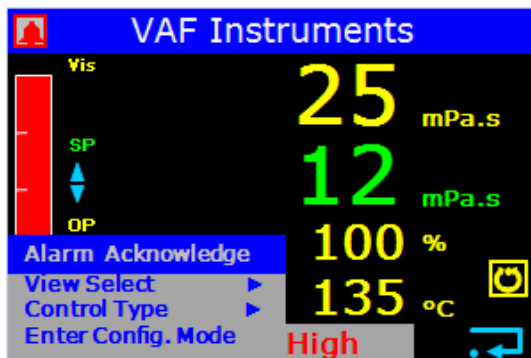 VAF Instruments
Vis
25 mPa.s
SP
12 mPa.s
OP
100 %
Alarm Acknowledge
View Select
135 °C
Control Type
Enter Config. Mode
High